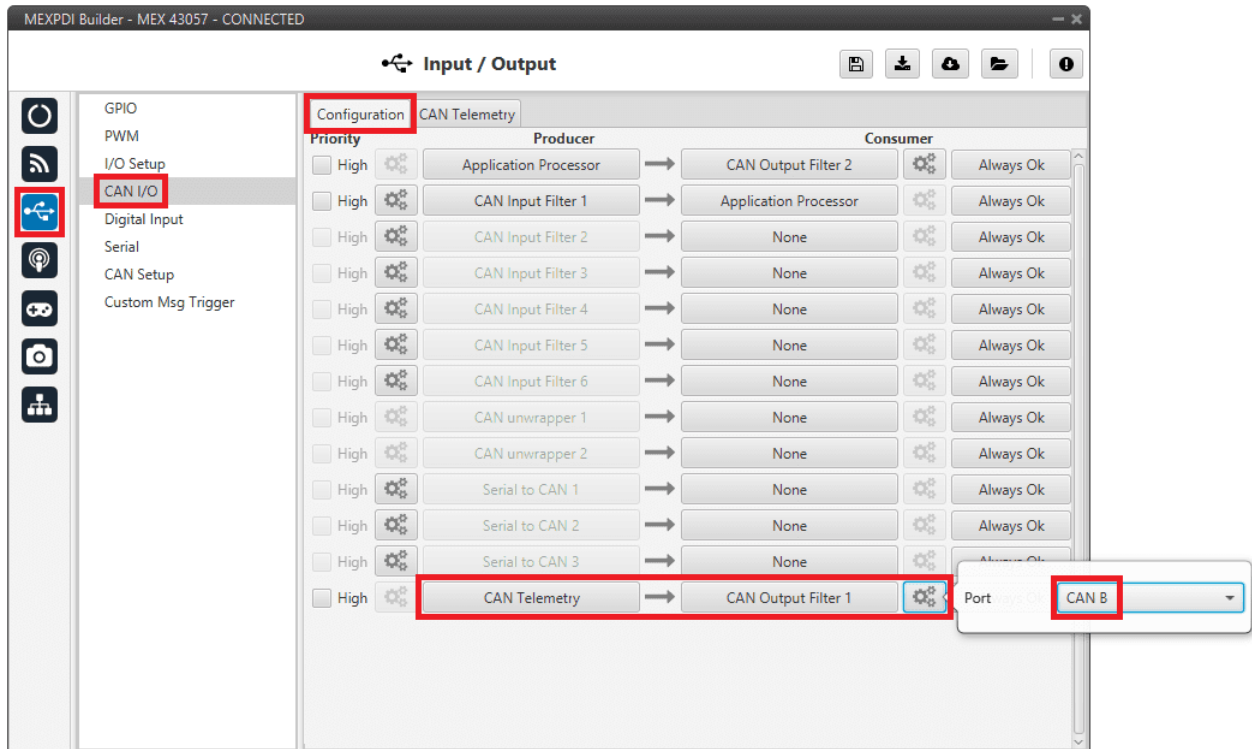 MEXPDI Builder - MEX 43057 - CONNECTED
Input / Output
GPIO
PWM
I/O Setup
CAN I/O
Digital Input
Serial
CAN Setup
Custom Msg Trigger
Configuration CAN Telemetry
Priority Producer Consumer
High Application Processor CAN Output Filter 2 Always Ok
High CAN Input Filter 1 Application Processor Always Ok
High CAN Input Filter 2 None Always Ok
High CAN Input Filter 3 None Always Ok
High CAN Input Filter 4 None Always Ok
High CAN Input Filter 5 None Always Ok
High CAN Input Filter 6 None Always Ok
High CAN unwrapper 1 None Always Ok
High CAN unwrapper 2 None Always Ok
High Serial to CAN 1 None Always Ok
High Serial to CAN 2 None Always Ok
High Serial to CAN 3 None Always Ok
High CAN Telemetry CAN Output Filter 1 Port CAN B